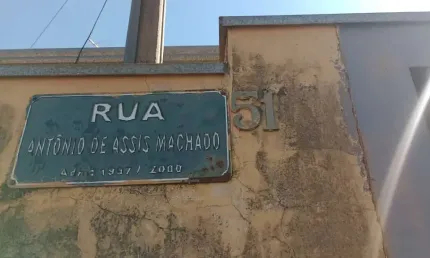 RUA
ANTÔNIO DE ASSIS MACHADO
51